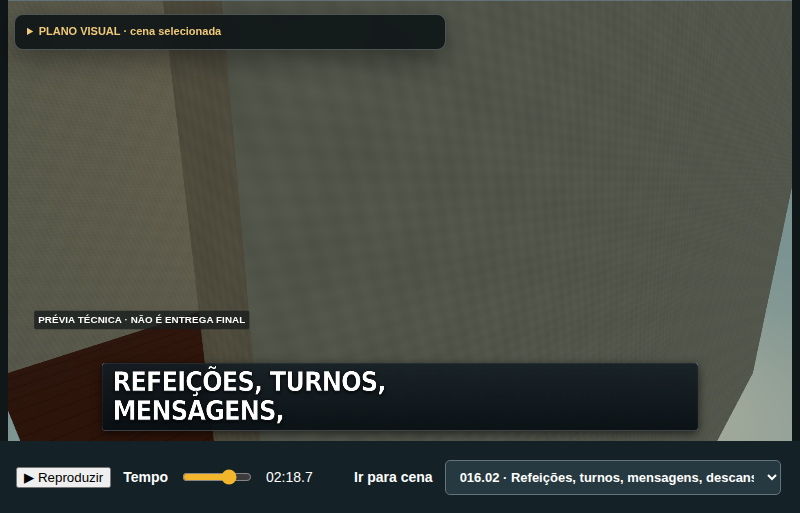 ▶ PLANO VISUAL · cena selecionada
PRÉVIA TÉCNICA · NÃO É ENTREGA FINAL
REFEIÇÕES, TURNOS,
MENSAGENS,
▶ Reproduzir Tempo 02:18.7 Ir para cena 016.02 · Refeições, turnos, mensagens, descans